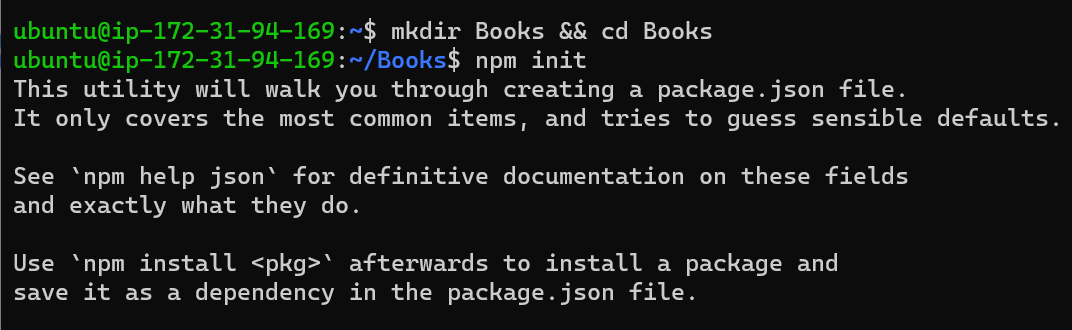 ubuntu@ip-172-31-94-169:~$ mkdir Books && cd Books
ubuntu@ip-172-31-94-169:~/Books$ npm init
This utility will walk you through creating a package.json file.
It only covers the most common items, and tries to guess sensible defaults.
See `npm help json` for definitive documentation on these fields
and exactly what they do.
Use `npm install <pkg>` afterwards to install a package and
save it as a dependency in the package.json file.